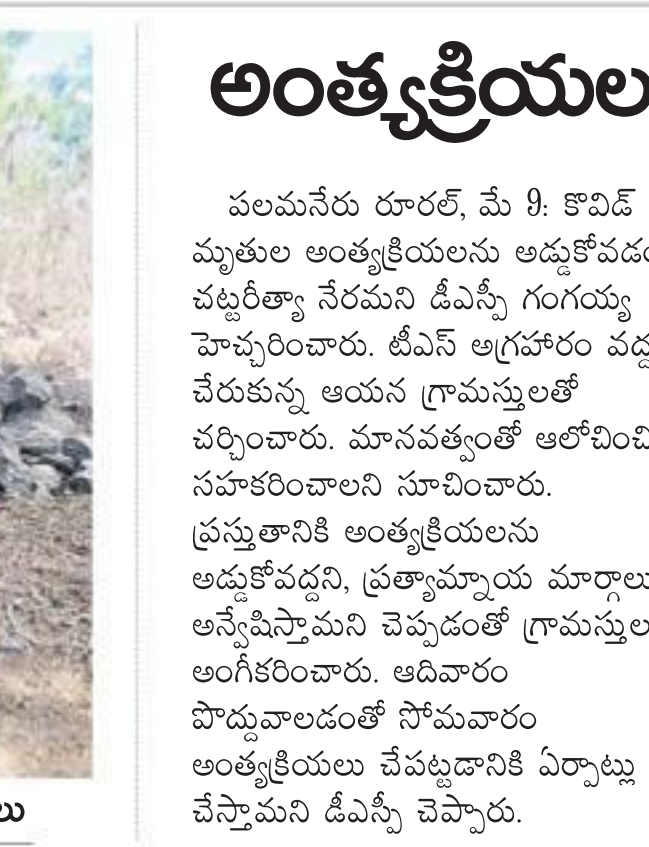 అంత్యక్రియల
పలమనేరు రూరల్, మే 9: కొవిడ్
మృతుల అంత్యక్రియలను అడ్డుకోవడం
చట్టరీత్యా నేరమని డీఎస్పీ గంగయ్య
హెచ్చరించారు. టీఎస్ అగ్రహారం వద్ద
చేరుకున్న ఆయన గ్రామస్తులతో
చర్చించారు. మానవత్వంతో ఆలోచించి
సహకరించాలని సూచించారు.
ప్రస్తుతానికి అంత్యక్రియలను
అడ్డుకోవద్దని, ప్రత్యామ్నాయ మార్గాలు
అన్వేషిస్తామని చెప్పడంతో గ్రామస్తుల
అంగీకరించారు. ఆదివారం
పొద్దువాలడంతో సోమవారం
అంత్యక్రియలు చేపట్టడానికి ఏర్పాట్లు
చేస్తామని డీఎస్పీ చెప్పారు.
లు